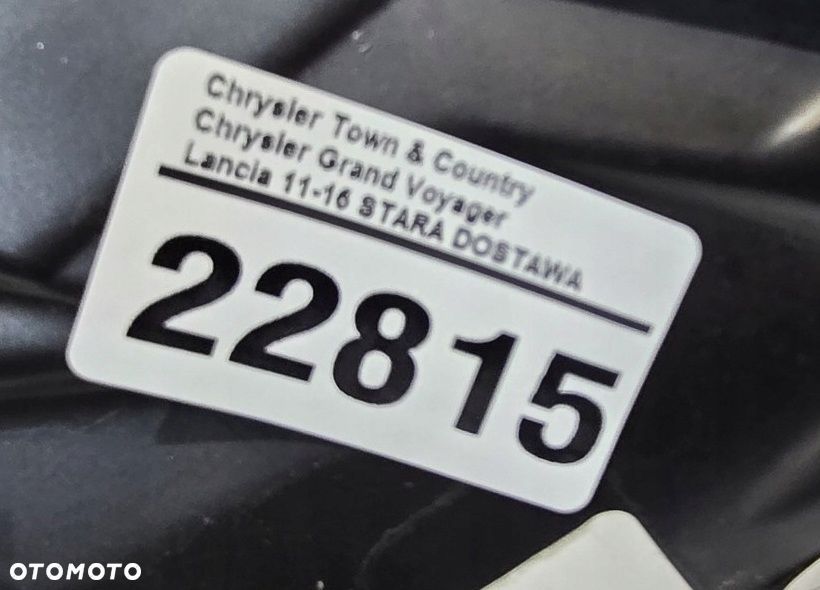 Chrysler Town & Country
Chrysler Grand Voyager
Lancia 11-16 STARA DOSTAWA
22815
OTOMOTO